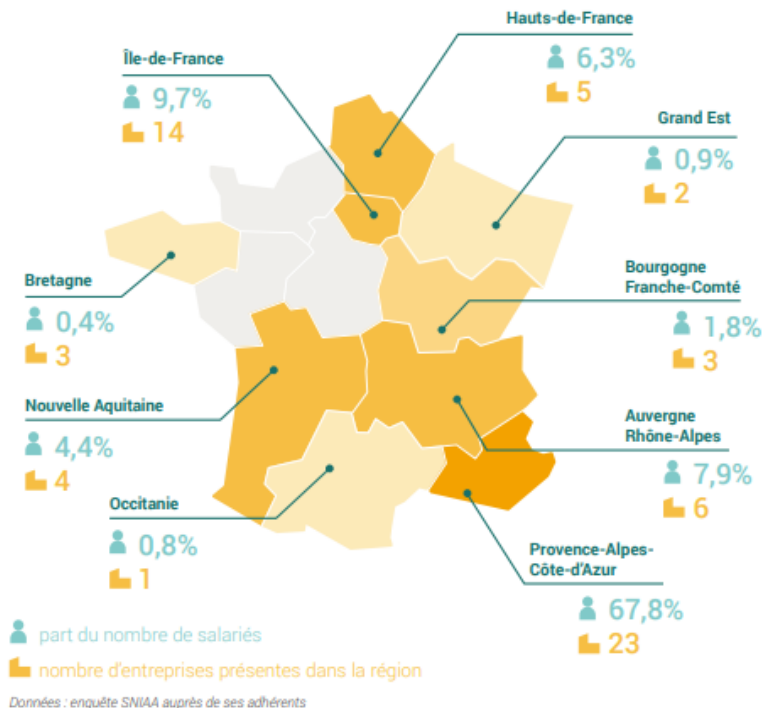 Hauts-de-France
6,3%
5
Île-de-France
9,7%
14
Grand Est
0,9%
2
Bretagne
0,4%
3
Bourgogne
Franche-Comté
1,8%
3
Nouvelle Aquitaine
4,4%
4
Auvergne
Rhône-Alpes
7,9%
6
Occitanie
0,8%
1
Provence-Alpes-
Côte-d'Azur
67,8%
23
part du nombre de salariés
nombre d'entreprises présentes dans la région
Données : enquête SNIAA auprès de ses adhérents